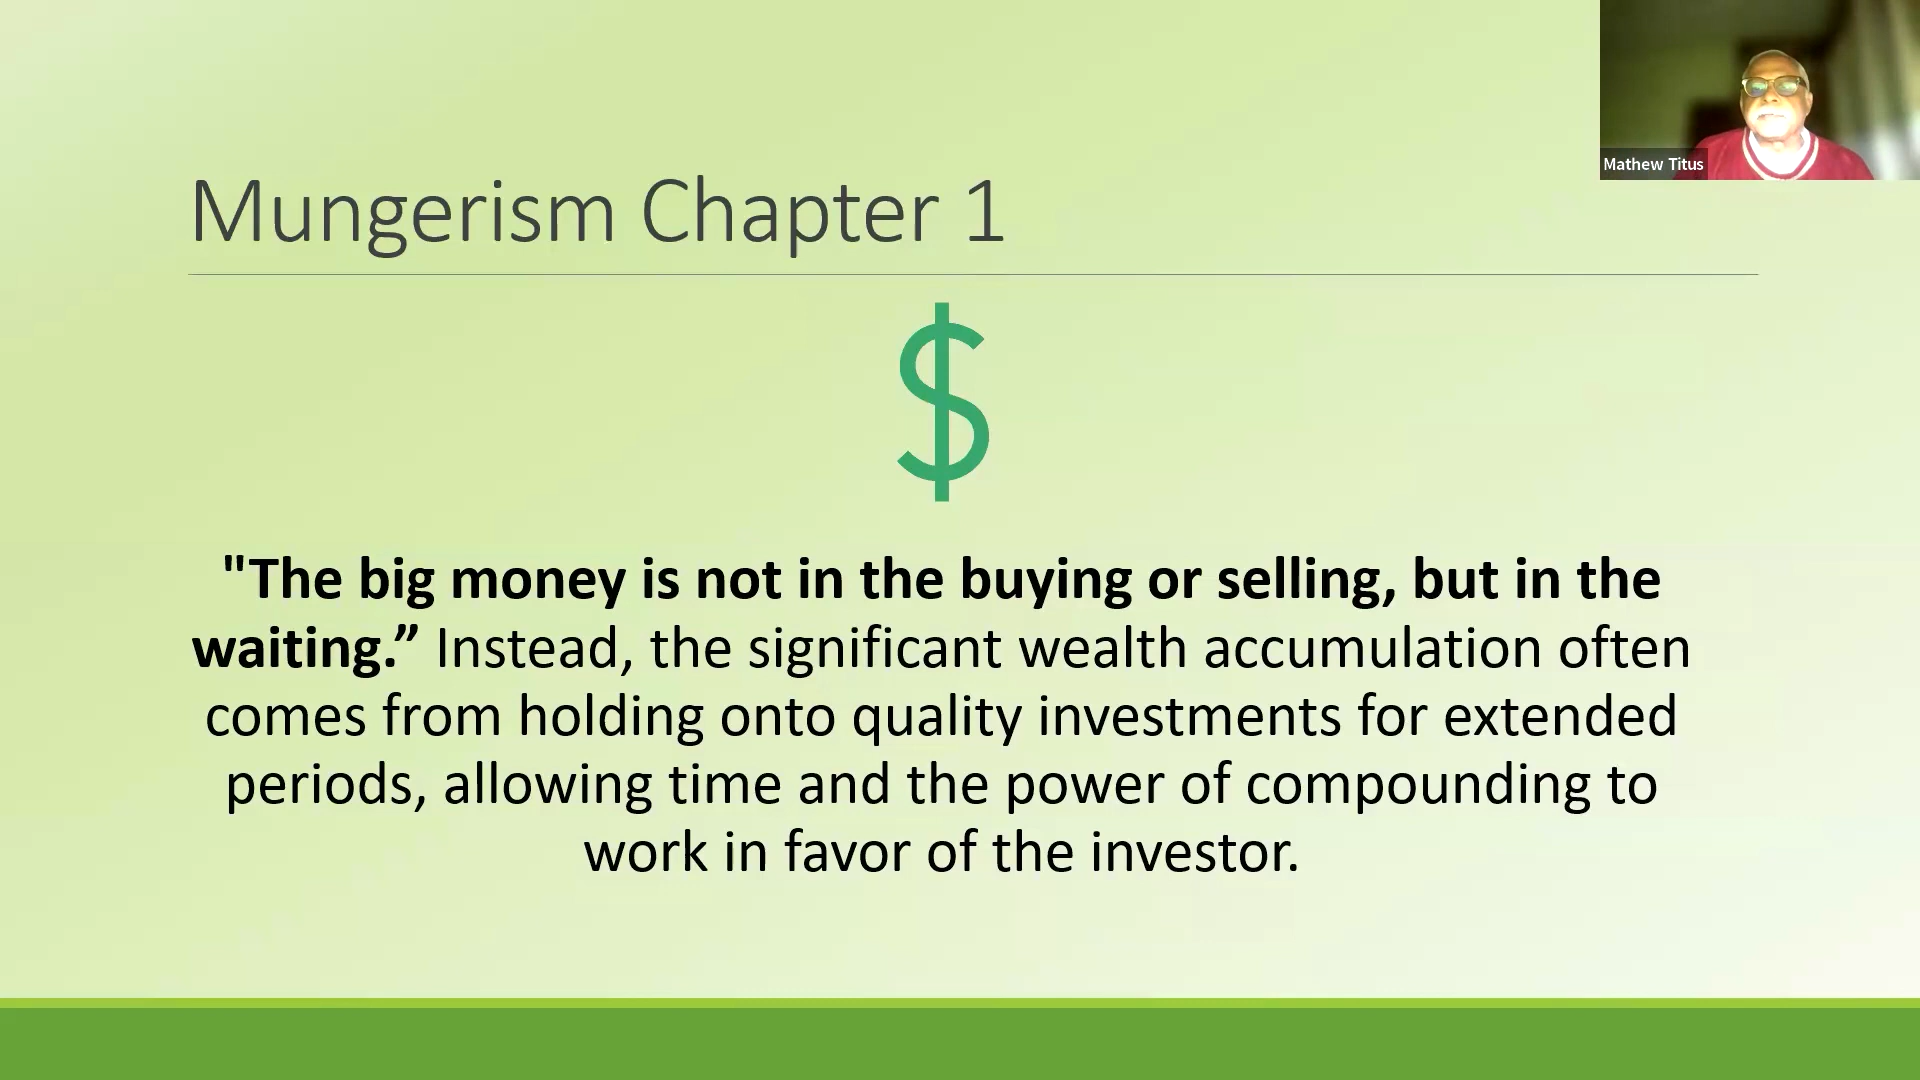 Mathew Titus
Mungerism Chapter 1
$
"The big money is not in the buying or selling, but in the
waiting.” Instead, the significant wealth accumulation often
comes from holding onto quality investments for extended
periods, allowing time and the power of compounding to
work in favor of the investor.